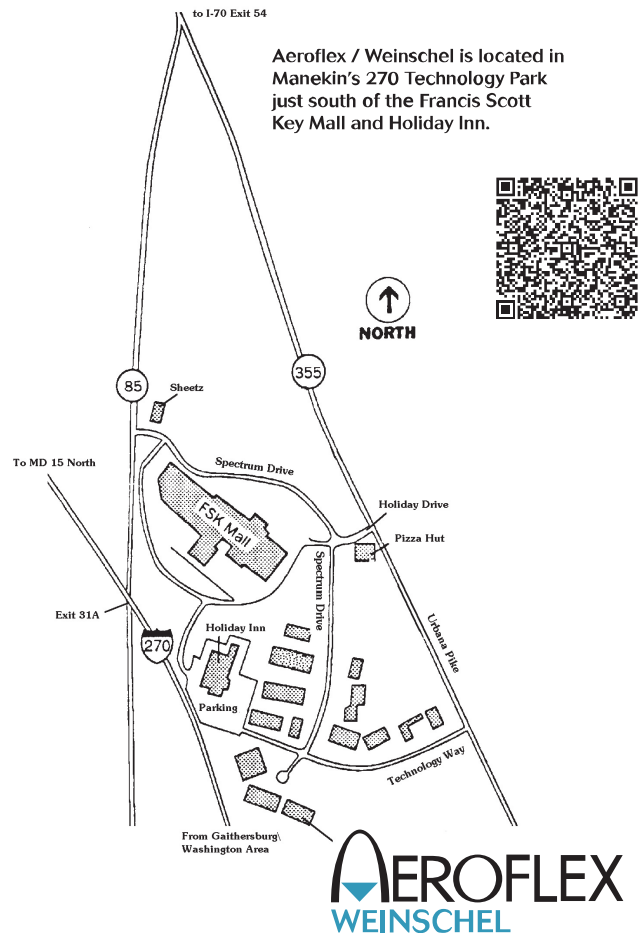 to I-70 Exit 54
Aeroflex / Weinschel is located in
Manekin's 270 Technology Park
just south of the Francis Scott
Key Mall and Holiday Inn.
NORTH
355
85
Sheetz
To MD 15 North
Spectrum Drive
Holiday Drive
FSK Mall
Pizza Hut
Spectrum Drive
Exit 31A
Urbana Pike
Holiday Inn
270
Parking
Technology Way
From Gaithersburg\
Washington Area
AEROFLEX
WEINSCHEL